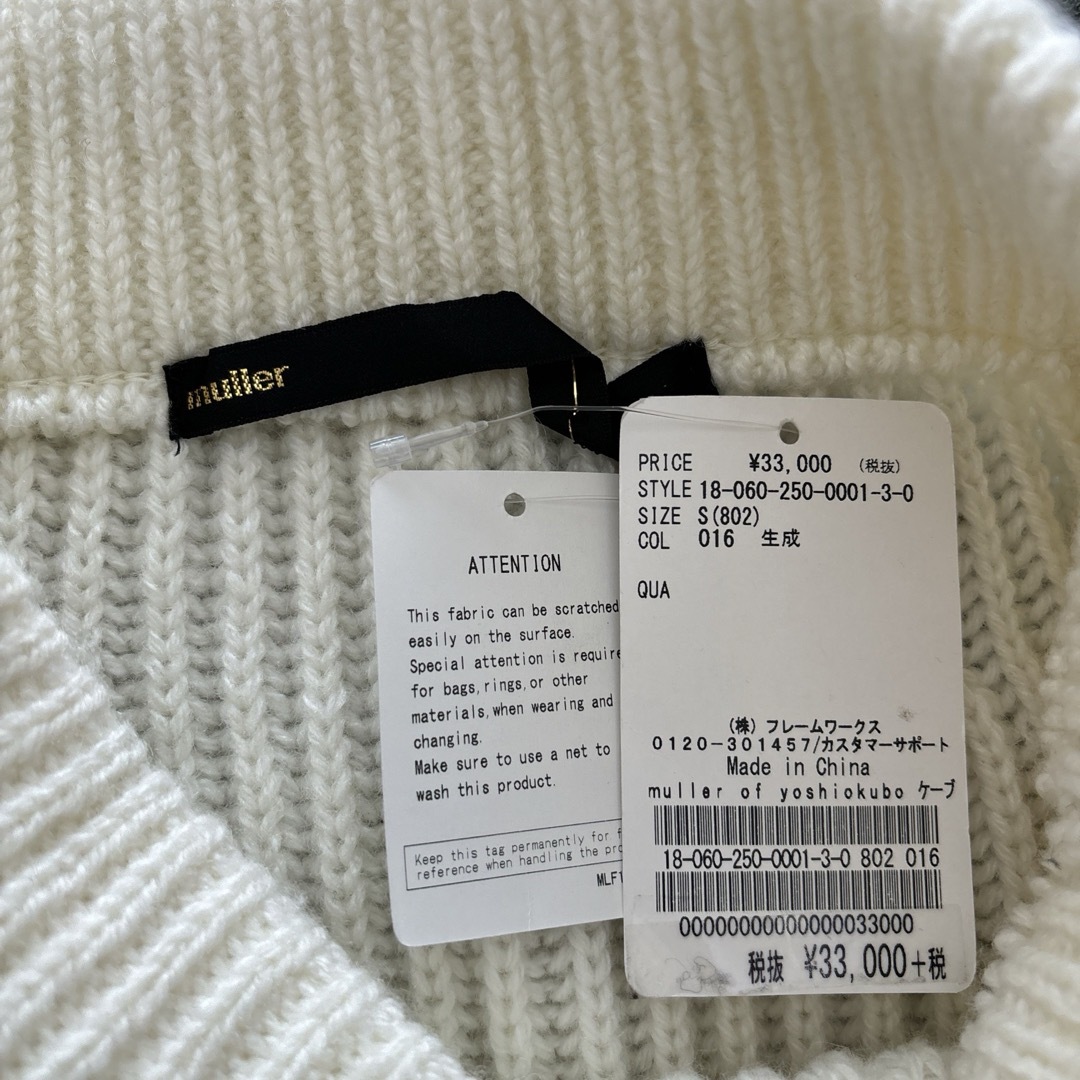 muller
ATTENTION
This fabric can be scratched
easily on the surface.
Special attention is require
for bags,rings,or other
materials,when wearing and
changing.
Make sure to use a net to
wash this product.
Keep this tag permanently for f
reference when handling the pro
MLF1
PRICE ¥33,000 (税抜)
STYLE 18-060-250-0001-3-0
SIZE S(802)
COL 016 生成
QUA
(株) フレームワークス
0120-301457/カスタマーサポート
Made in China
muller of yoshiokubo ケーブ
18-060-250-0001-3-0 802 016
00000000000000033000
税抜 ¥33,000+税